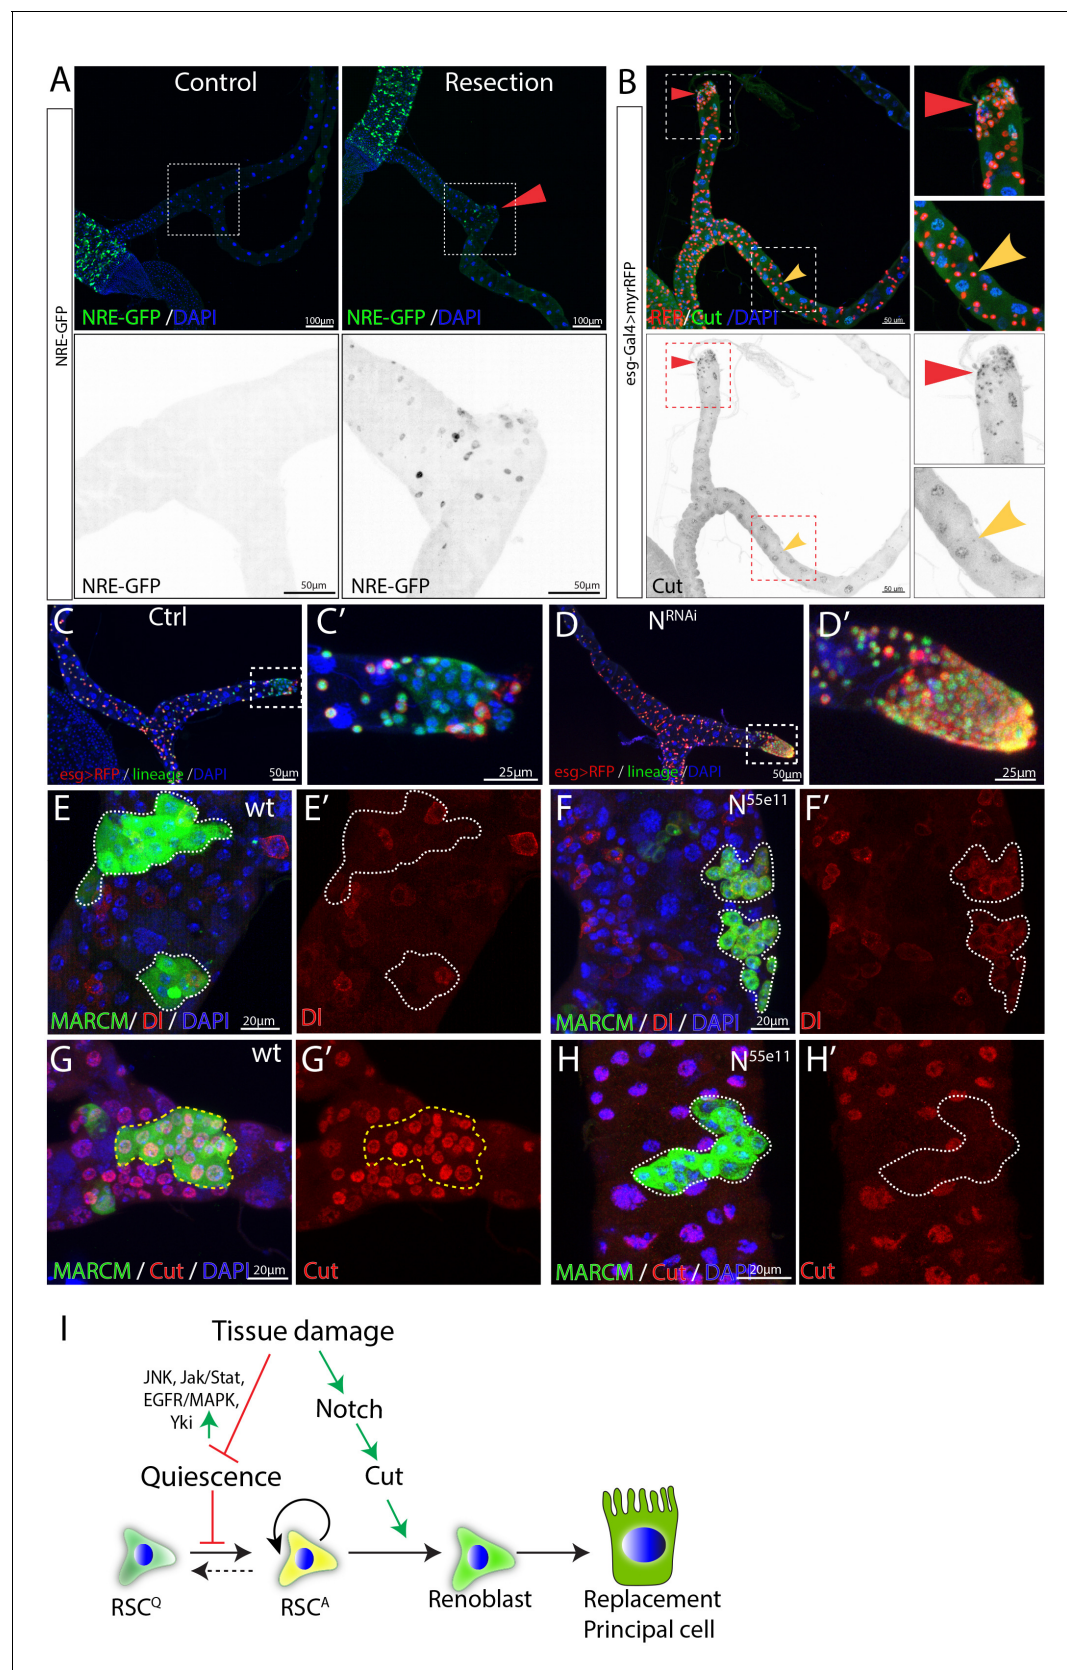 A
Control
Resection
NRE-GFP
NRE-GFP /DAPI
100µm
NRE-GFP /DAPI
100µm
NRE-GFP
50µm
NRE-GFP
50µm
B
esg-Gal4>myrRFP
RFP/Cut /DAPI
50 µm
Cut
50 µm
C
Ctrl
esg>RFP / lineage /DAPI
50µm
C'
25µm
D
N^RNAi
esg>RFP / lineage /DAPI
50µm
D'
25µm
E
wt
MARCM/ Dl / DAPI
20µm
E'
Dl
F
N^55e11
MARCM / Dl / DAPI
20µm
F'
Dl
G
wt
MARCM / Cut / DAPI
20µm
G'
Cut
H
N^55e11
MARCM / Cut / DAPI
20µm
H'
Cut
I
Tissue damage
JNK, Jak/Stat,
EGFR/MAPK,
Yki
Notch
Quiescence
Cut
RSC^Q
RSC^A
Renoblast
Replacement
Principal cell